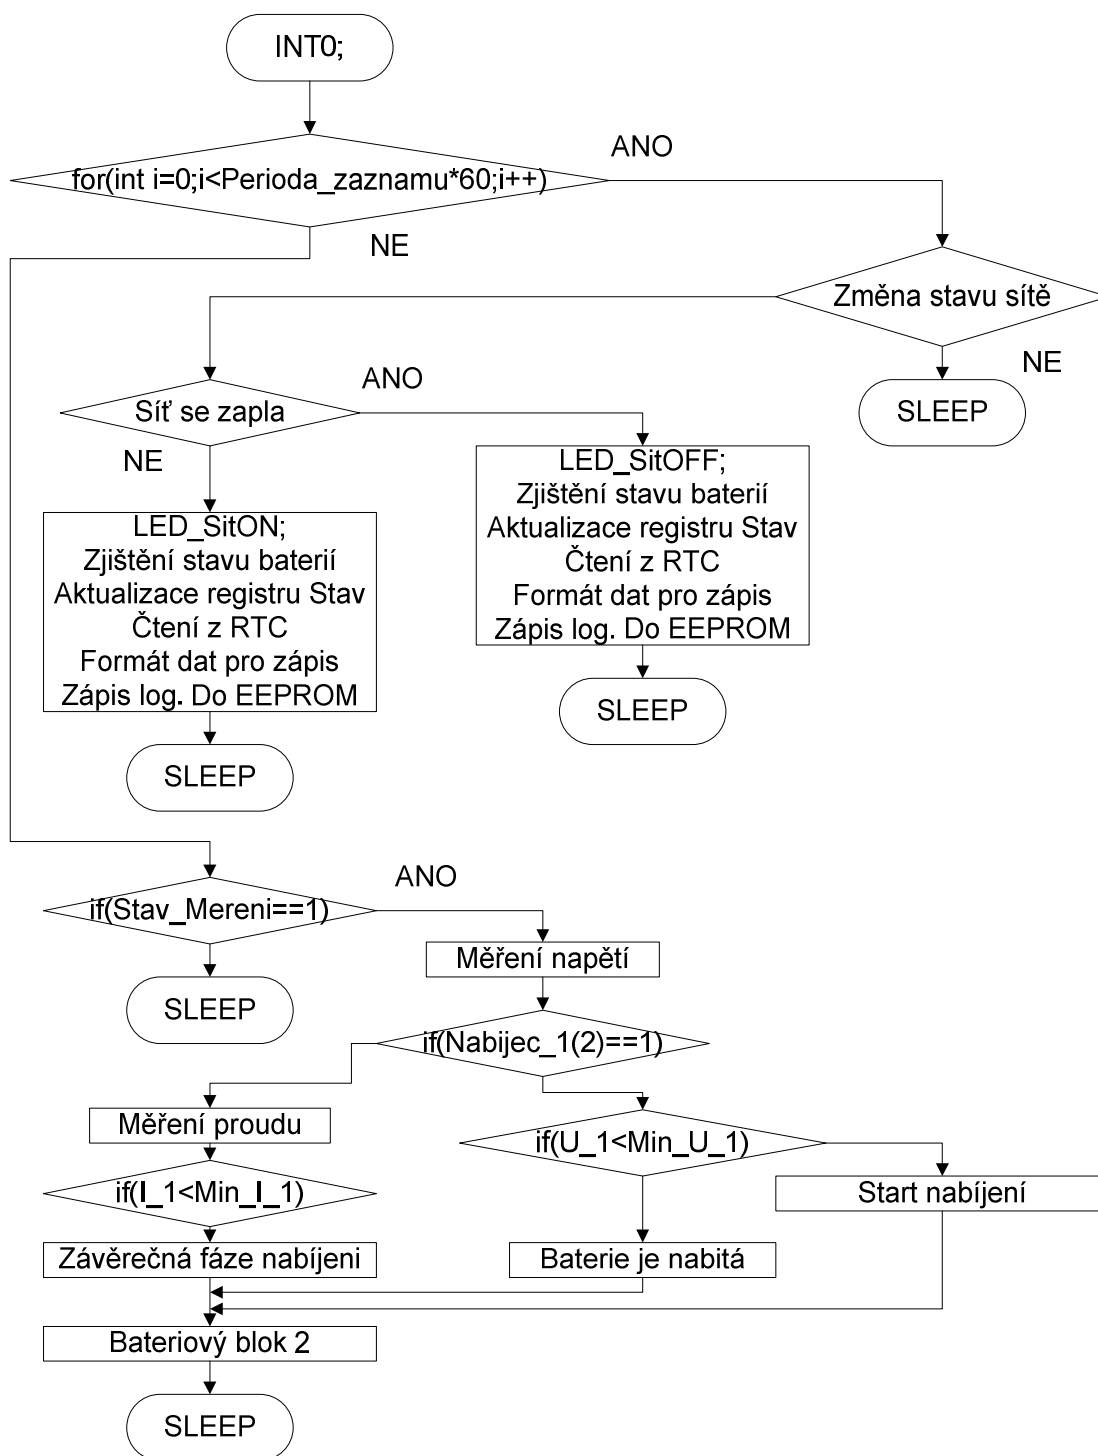 INT0;
ANO
for(int i=0;i<Perioda_zaznamu*60;i++)
NE
Změna stavu sítě
NE
SLEEP
ANO
Síť se zapla
NE
LED_SitOFF;
Zjištění stavu baterií
Aktualizace registru Stav
Čtení z RTC
Formát dat pro zápis
Zápis log. Do EEPROM
SLEEP
LED_SitON;
Zjištění stavu baterií
Aktualizace registru Stav
Čtení z RTC
Formát dat pro zápis
Zápis log. Do EEPROM
SLEEP
ANO
if(Stav_Mereni==1)
SLEEP
Měření napětí
if(Nabijec_1(2)==1)
Měření proudu
if(U_1<Min_U_1)
if(I_1<Min_I_1)
Start nabíjení
Závěrečná fáze nabíjeni
Baterie je nabitá
Bateriový blok 2
SLEEP